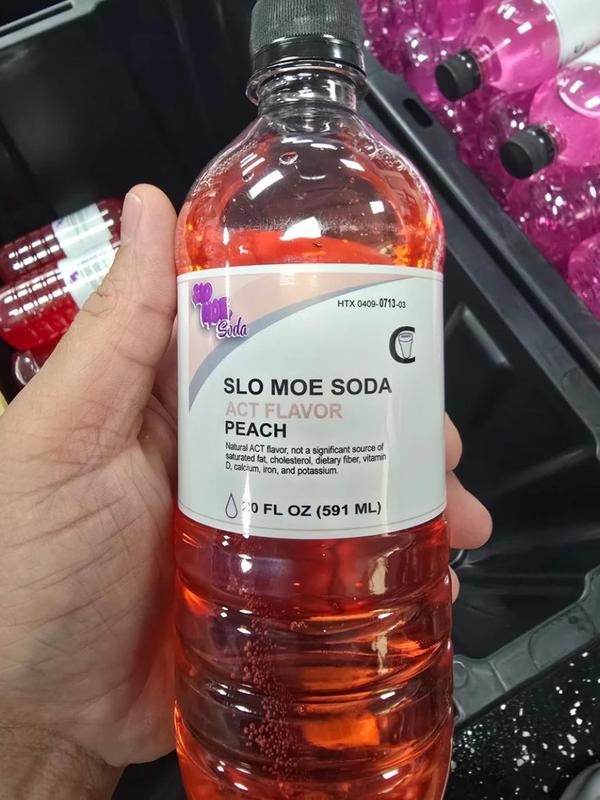 SLO
MOE
Soda
HTX 0409-0713-03
C
SLO MOE SODA
ACT FLAVOR
PEACH
Natural ACT flavor, not a significant source of
saturated fat, cholesterol, dietary fiber, vitamin
D, calcium, iron, and potassium.
20 FL OZ (591 ML)